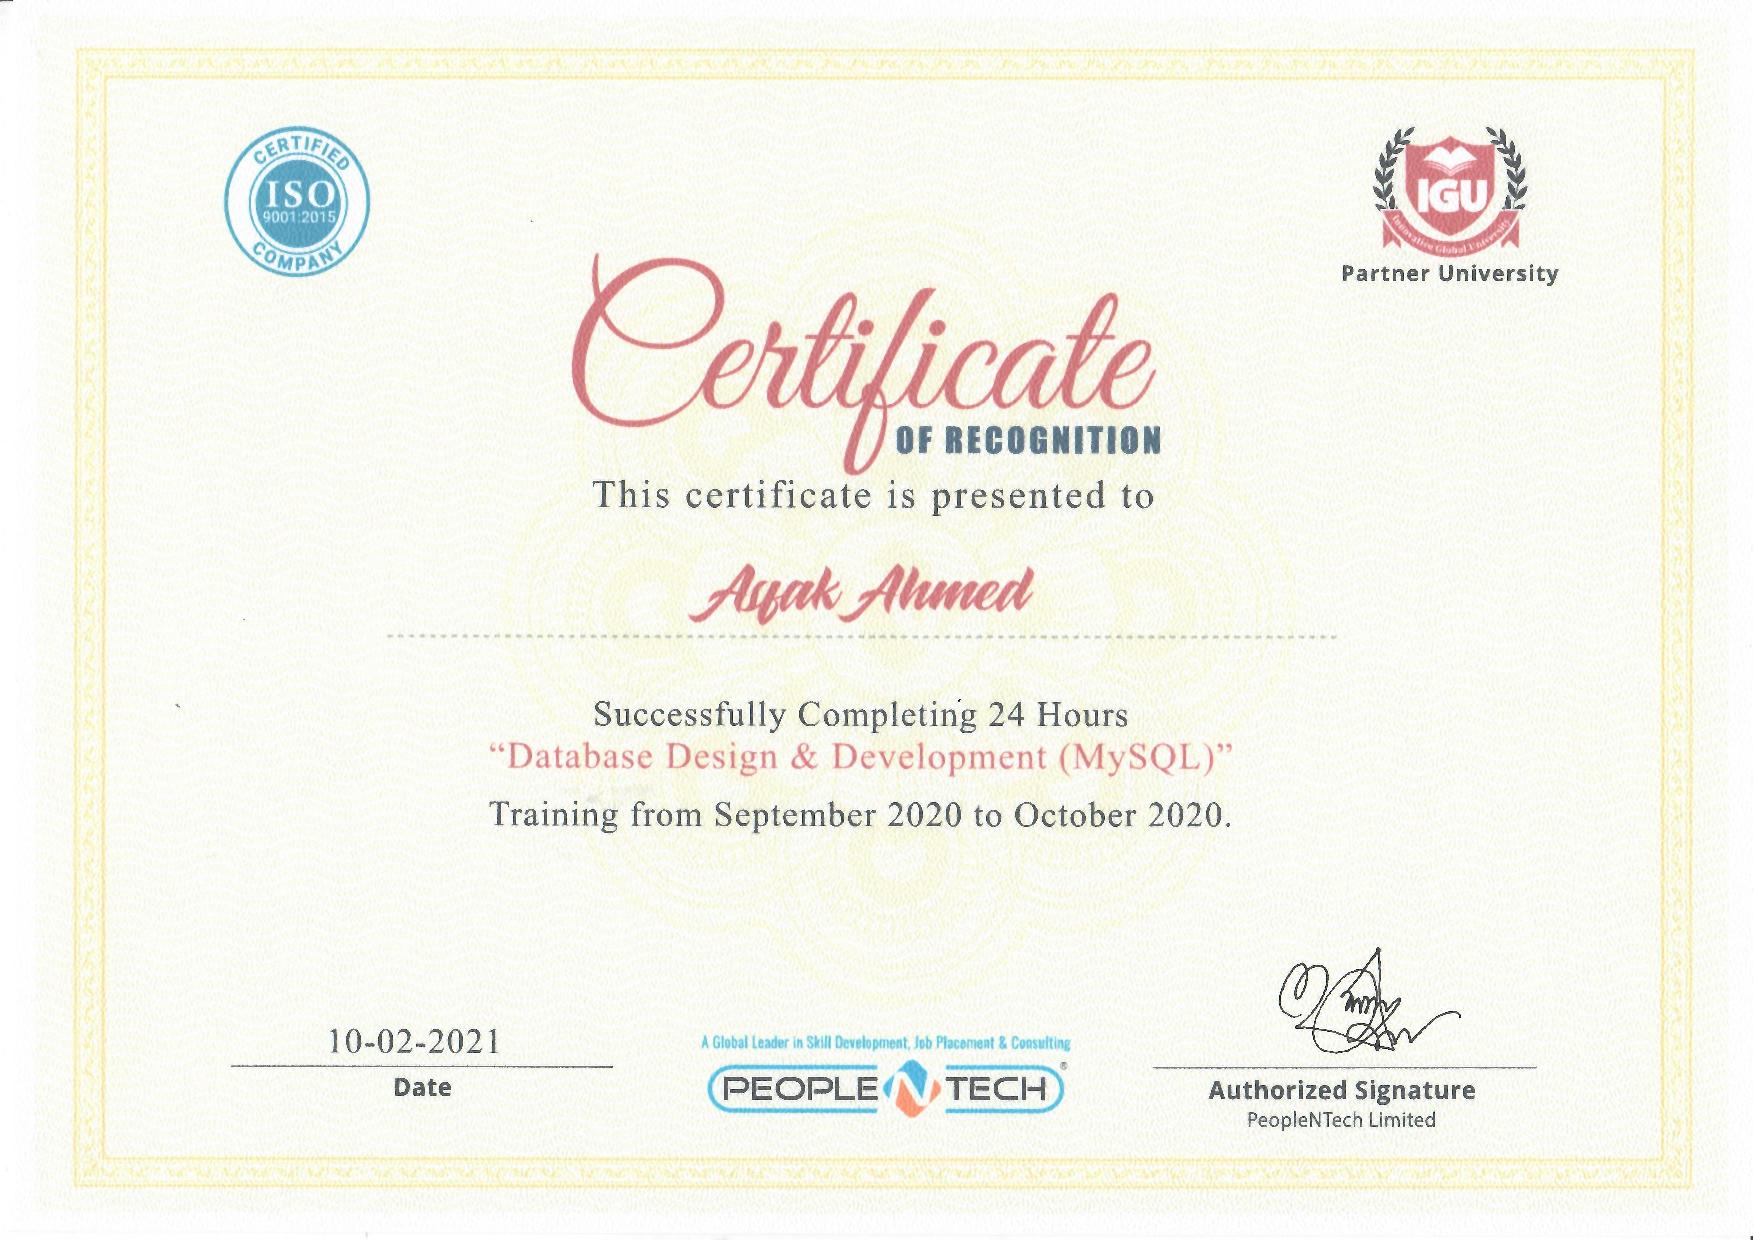 CERTIFIED
ISO
9001:2015
COMPANY
IGU
Innovative Global University
Partner University
Certificate
OF RECOGNITION
This certificate is presented to
Asfak Ahmed
Successfully Completing 24 Hours
“Database Design & Development (MySQL)”
Training from September 2020 to October 2020.
10-02-2021
Date
A Global Leader in Skill Development, Job Placement & Consulting
PEOPLE N TECH®
Authorized Signature
PeopleNTech Limited